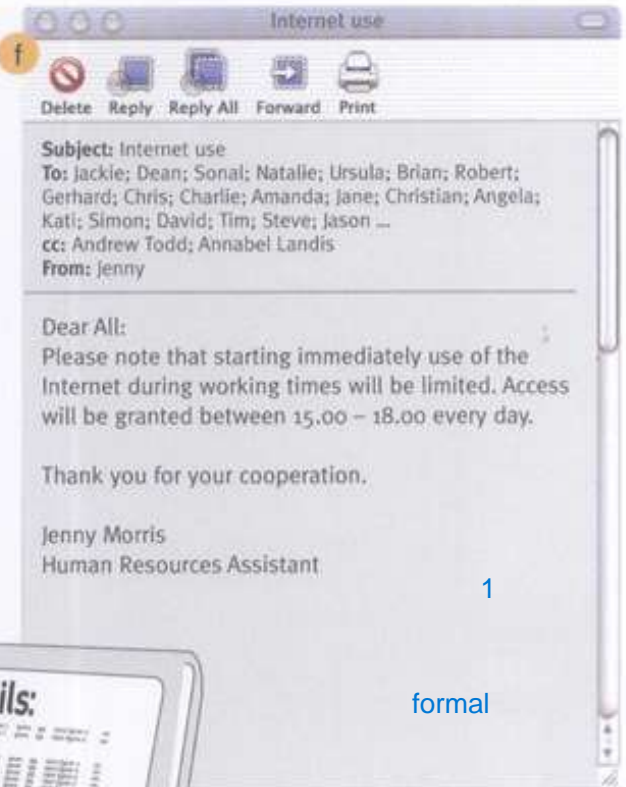 Internet use
f
Delete Reply Reply All Forward Print
Subject: Internet use
To: Jackie; Dean; Sonal; Natalie; Ursula; Brian; Robert;
Gerhard; Chris; Charlie; Amanda; Jane; Christian; Angela;
Kati; Simon; David; Tim; Steve; Jason ...
cc: Andrew Todd; Annabel Landis
From: Jenny
Dear All:
Please note that starting immediately use of the
Internet during working times will be limited. Access
will be granted between 15.00 – 18.00 every day.
Thank you for your cooperation.
Jenny Morris
Human Resources Assistant
1
ils:
formal